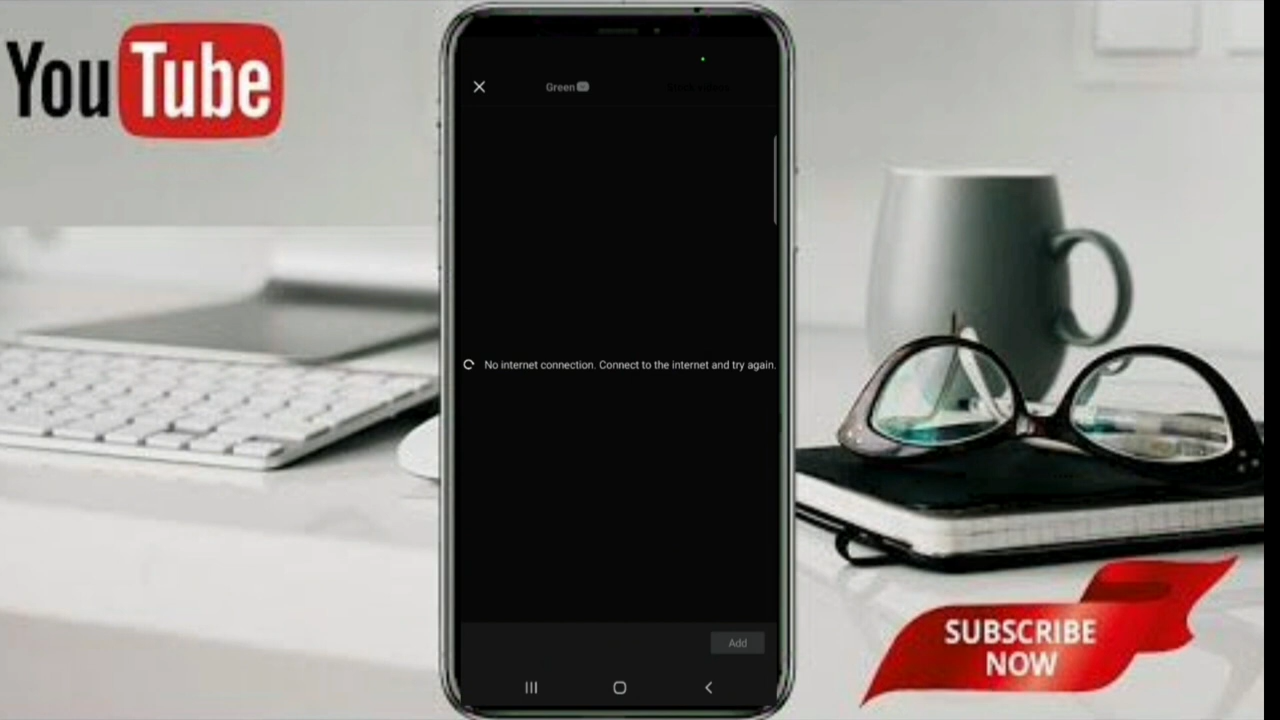 YouTube
Green
No internet connection. Connect to the internet and try again.
Add
SUBSCRIBE
NOW